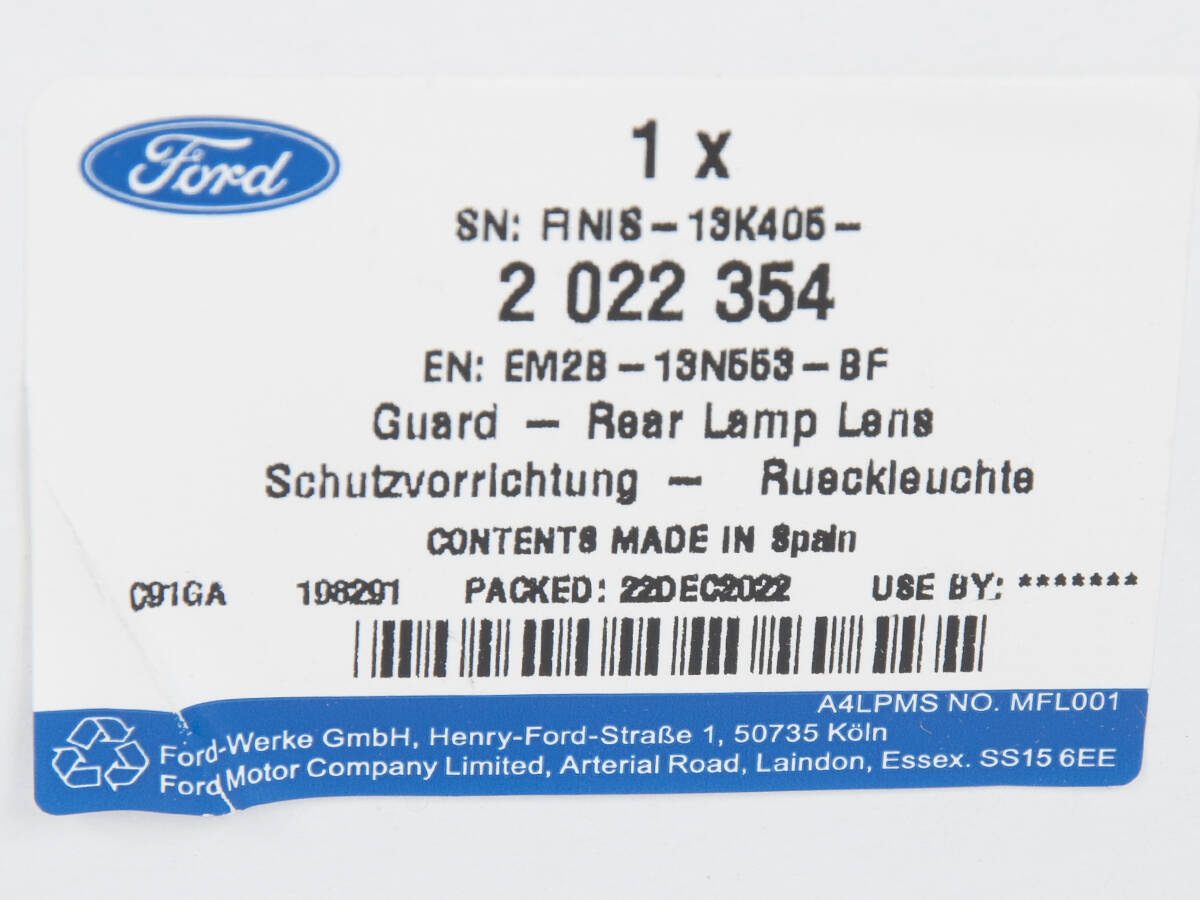 Ford
1 x
SN: FINIS - 13K405 -
2 022 354
EN: EM2B - 13N553 - BF
Guard - Rear Lamp Lens
Schutzvorrichtung - Rueckleuchte
CONTENTS MADE IN Spain
C91GA 198291 PACKED: 22DEC2022 USE BY: *******
A4LPMS NO. MFL001
Ford-Werke GmbH, Henry-Ford-Straße 1, 50735 Köln
Ford Motor Company Limited, Arterial Road, Laindon, Essex. SS15 6EE